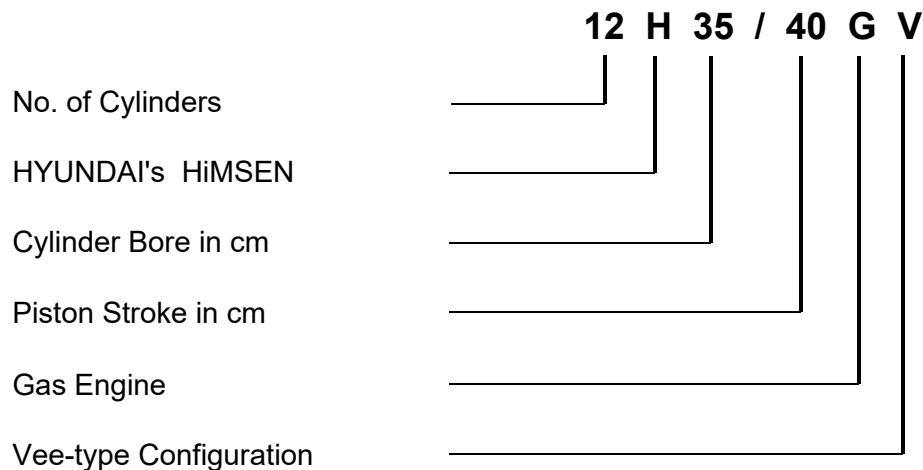 12 H 35 / 40 G V
No. of Cylinders
HYUNDAI's HiMSEN
Cylinder Bore in cm
Piston Stroke in cm
Gas Engine
Vee-type Configuration